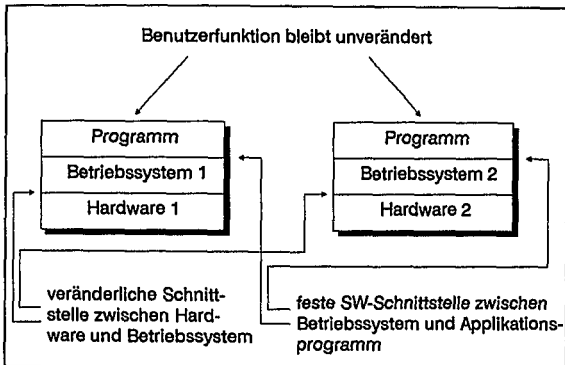 Benutzerfunktion bleibt unverändert
Programm
Betriebssystem 1
Hardware 1
Programm
Betriebssystem 2
Hardware 2
veränderliche Schnitt-
stelle zwischen Hard-
ware und Betriebssystem
feste SW-Schnittstelle zwischen
Betriebssystem und Applikations-
programm